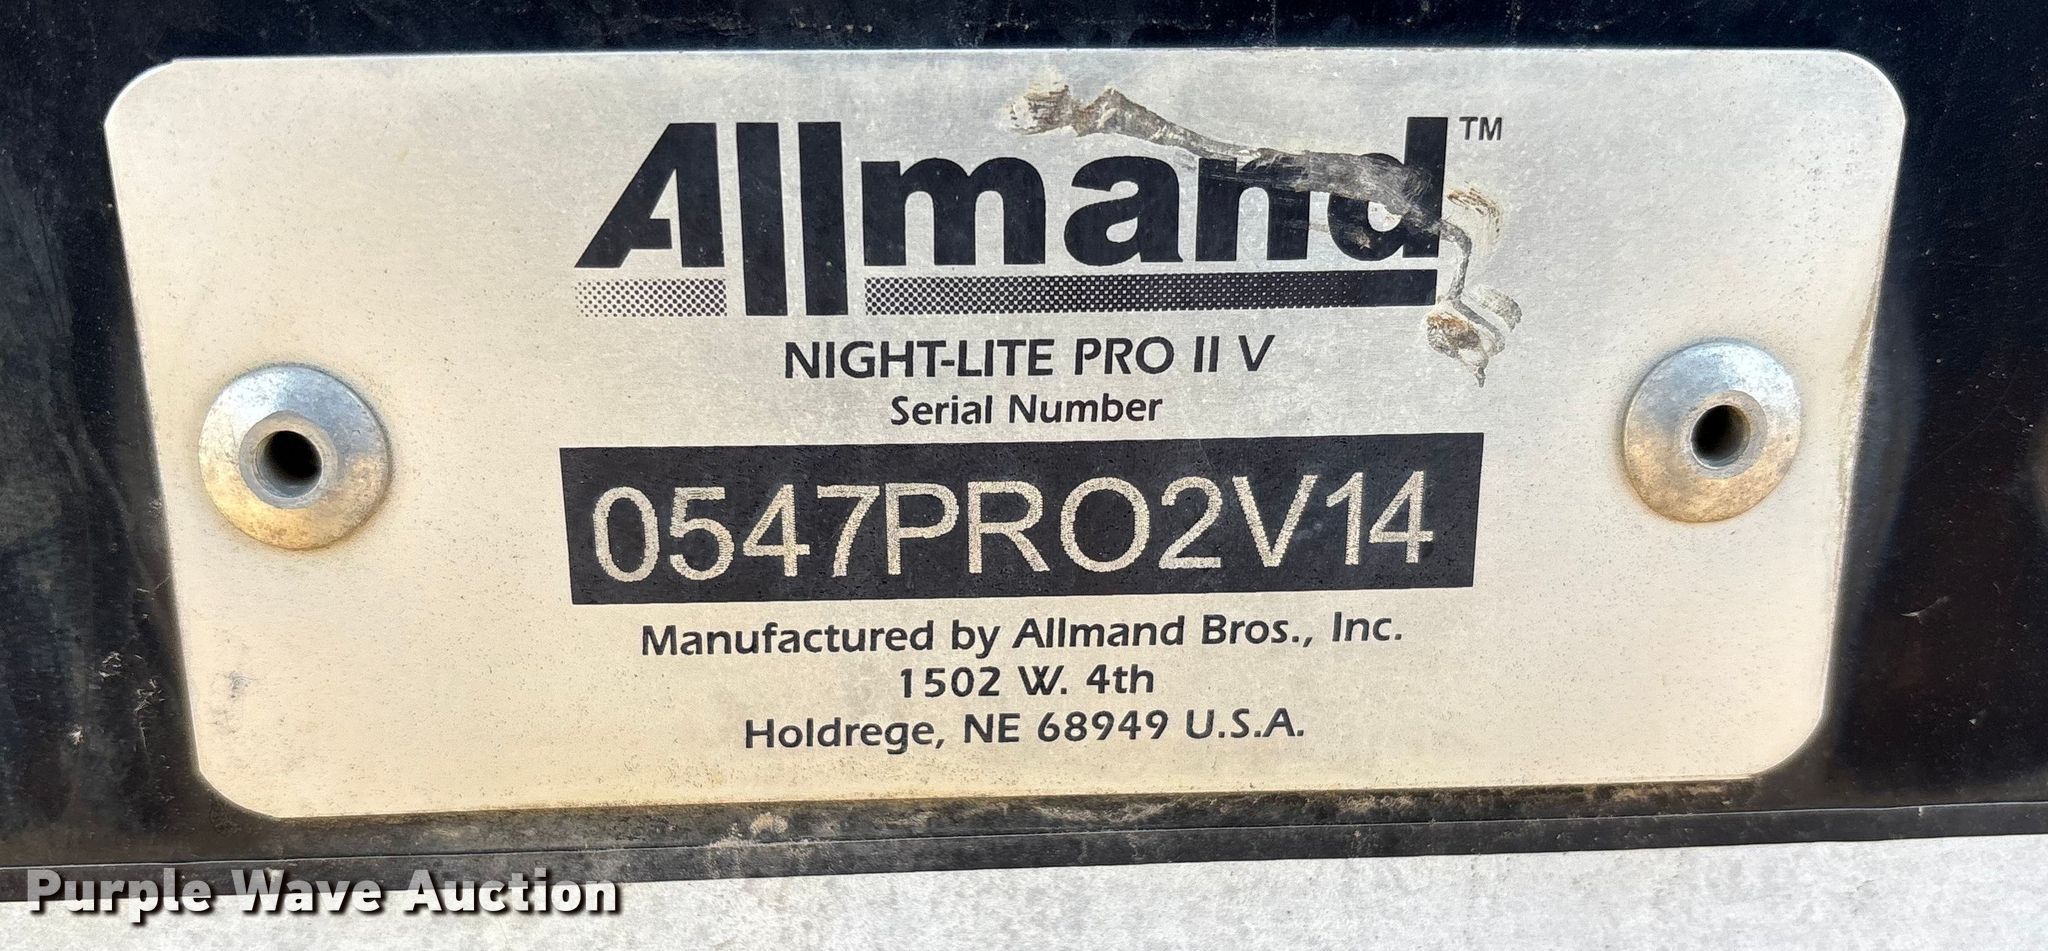 Allmand™
NIGHT-LITE PRO II V
Serial Number
0547PRO2V14
Manufactured by Allmand Bros., Inc.
1502 W. 4th
Holdrege, NE 68949 U.S.A.
Purple Wave Auction